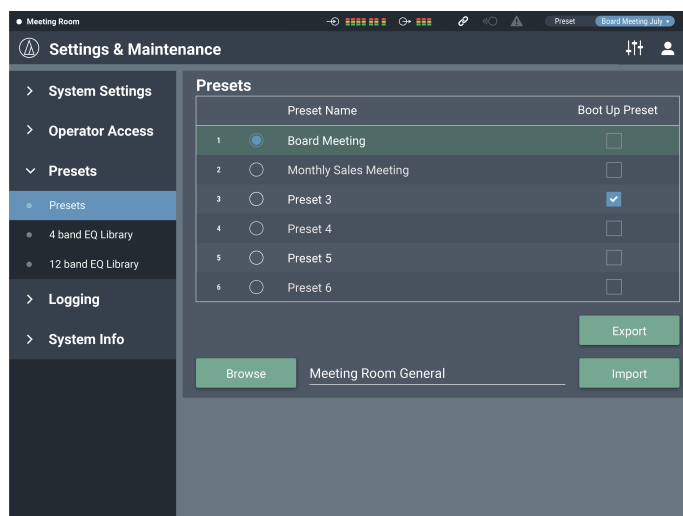 Meeting Room
Preset
Board Meeting July
Settings & Maintenance
System Settings
Operator Access
Presets
Presets
4 band EQ Library
12 band EQ Library
Logging
System Info
Presets
Preset Name Boot Up Preset
1 Board Meeting
2 Monthly Sales Meeting
3 Preset 3
4 Preset 4
5 Preset 5
6 Preset 6
Export
Browse Meeting Room General Import